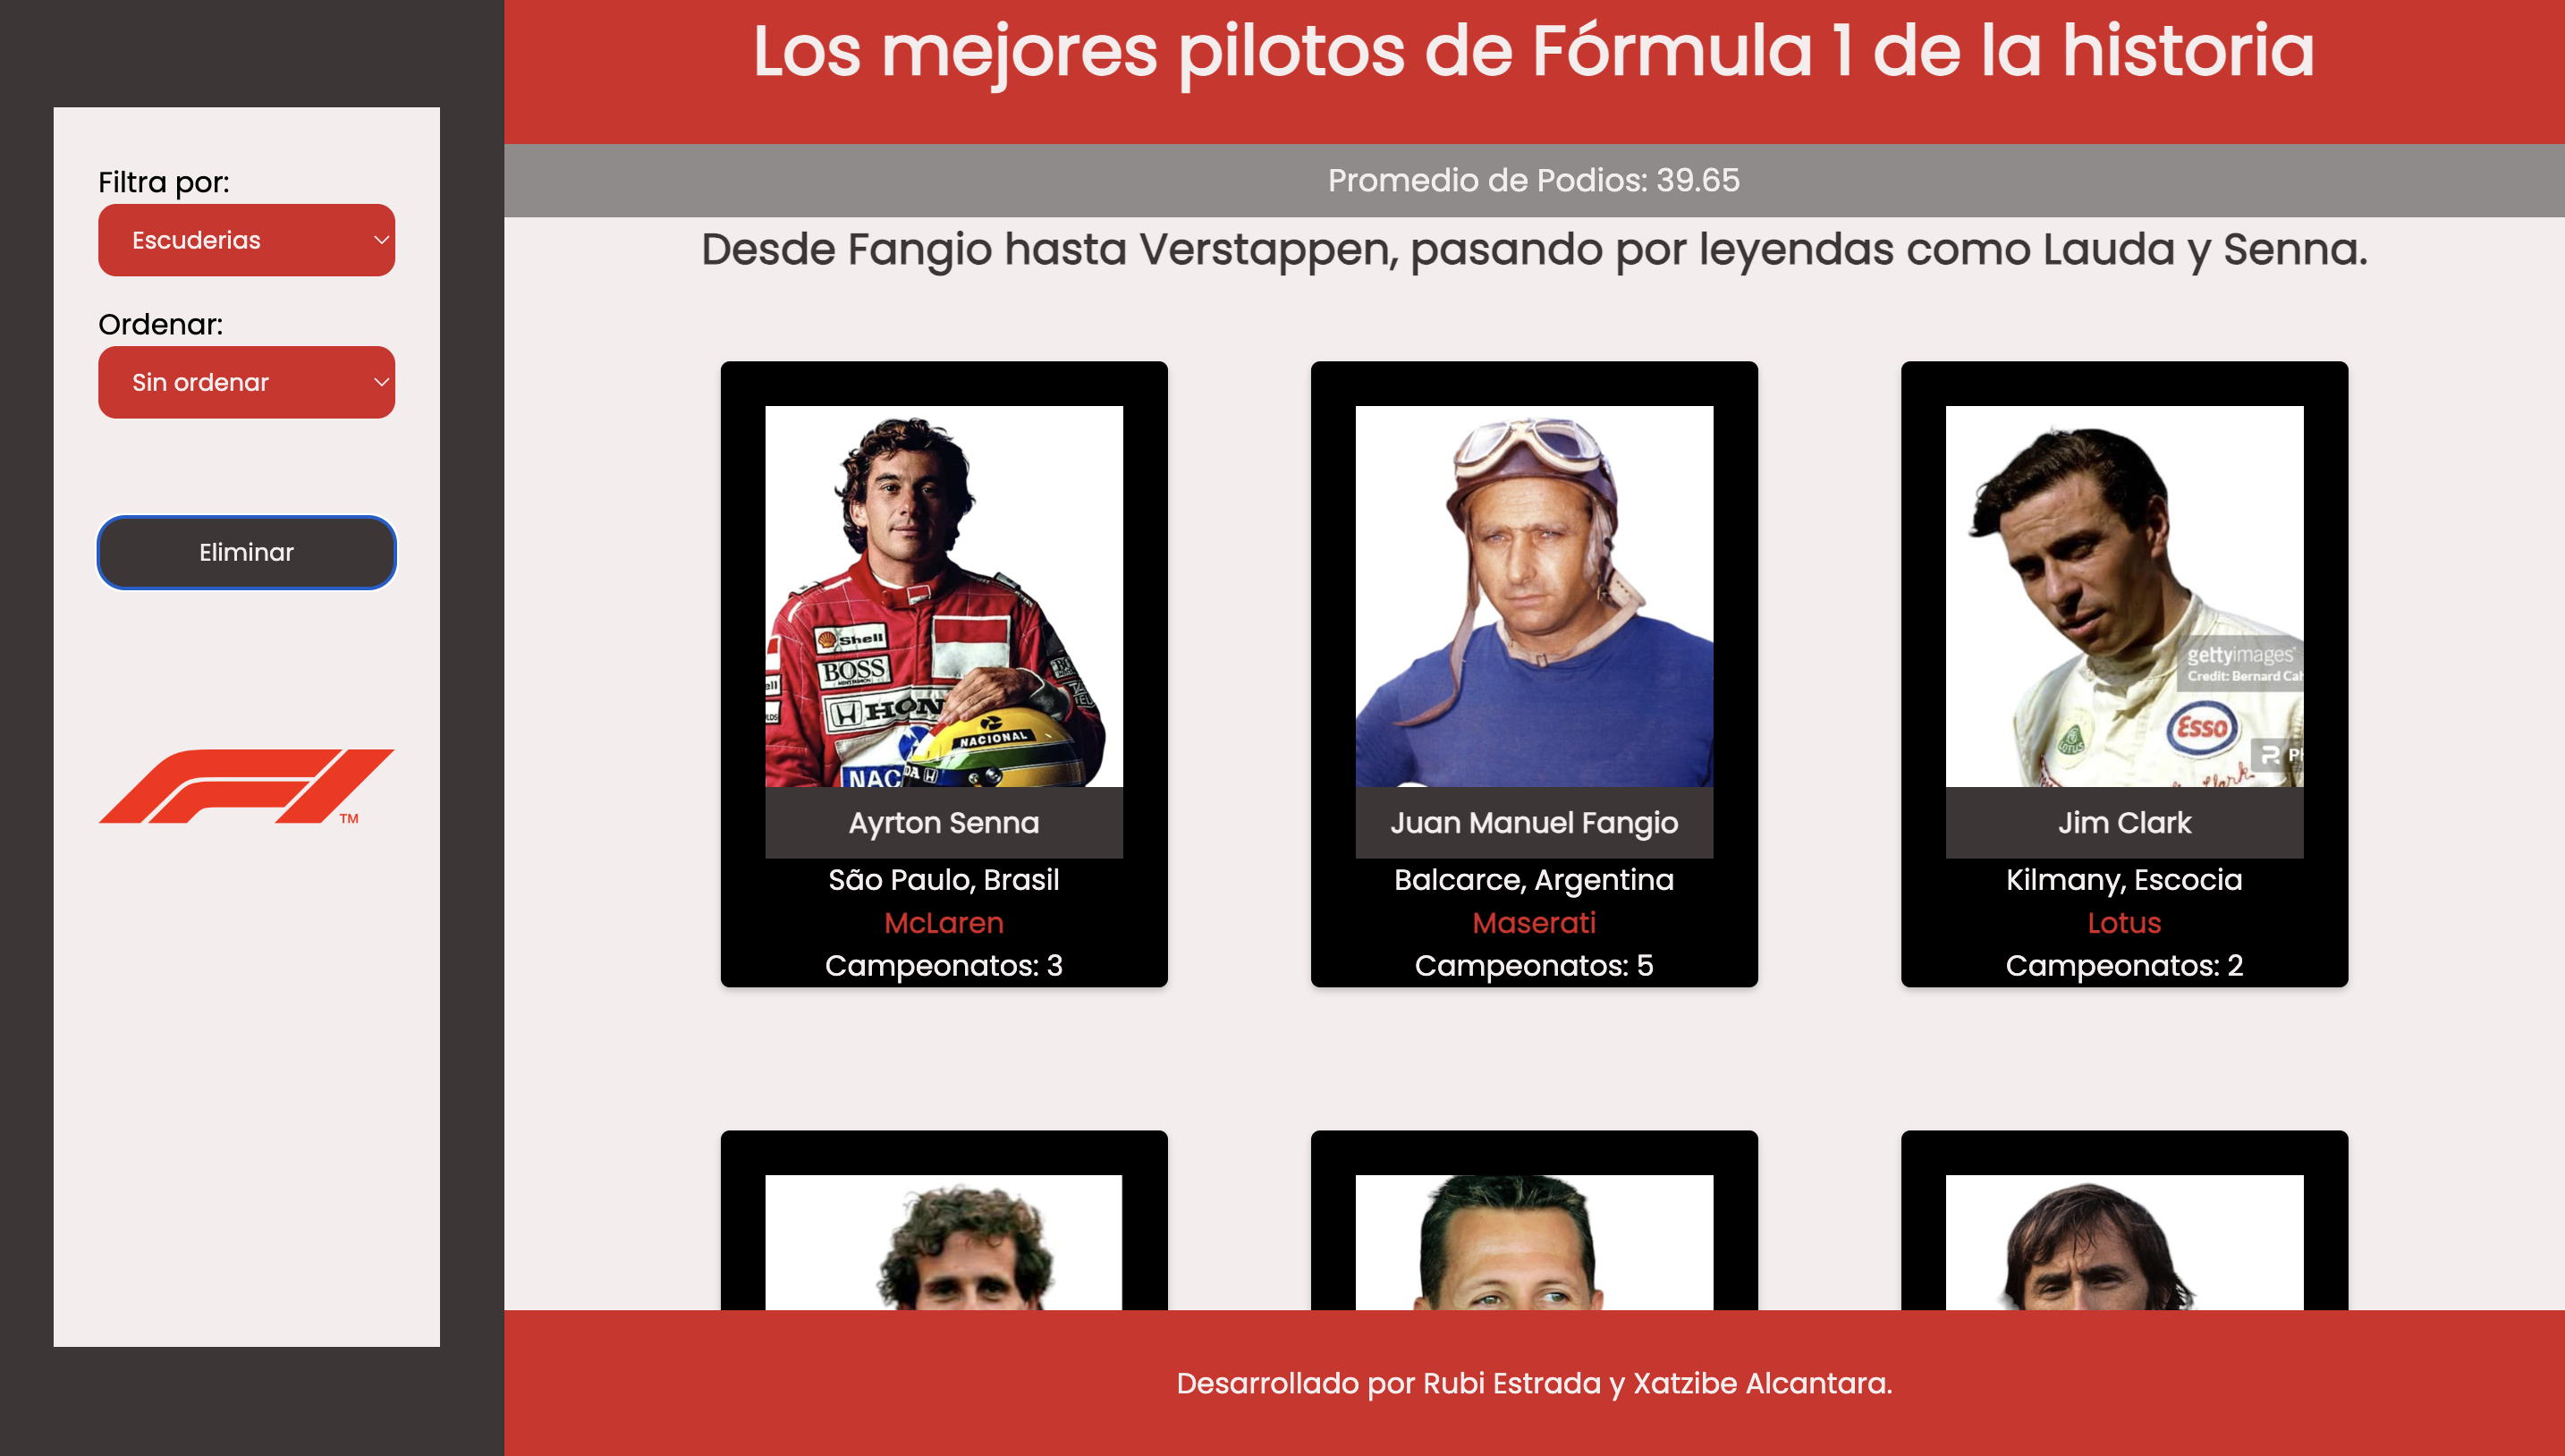 Los mejores pilotos de Fórmula 1 de la historia
Promedio de Podios: 39.65
Desde Fangio hasta Verstappen, pasando por leyendas como Lauda y Senna.
Filtra por:
Escuderias
Ordenar:
Sin ordenar
Eliminar
TM
Shell
BOSS
HON
NACIONAL
NAC
Ayrton Senna
São Paulo, Brasil
McLaren
Campeonatos: 3
Juan Manuel Fangio
Balcarce, Argentina
Maserati
Campeonatos: 5
gettyimages
Credit: Bernard Cah
LOTUS
Esso
Jim Clark
Kilmany, Escocia
Lotus
Campeonatos: 2
Desarrollado por Rubi Estrada y Xatzibe Alcantara.